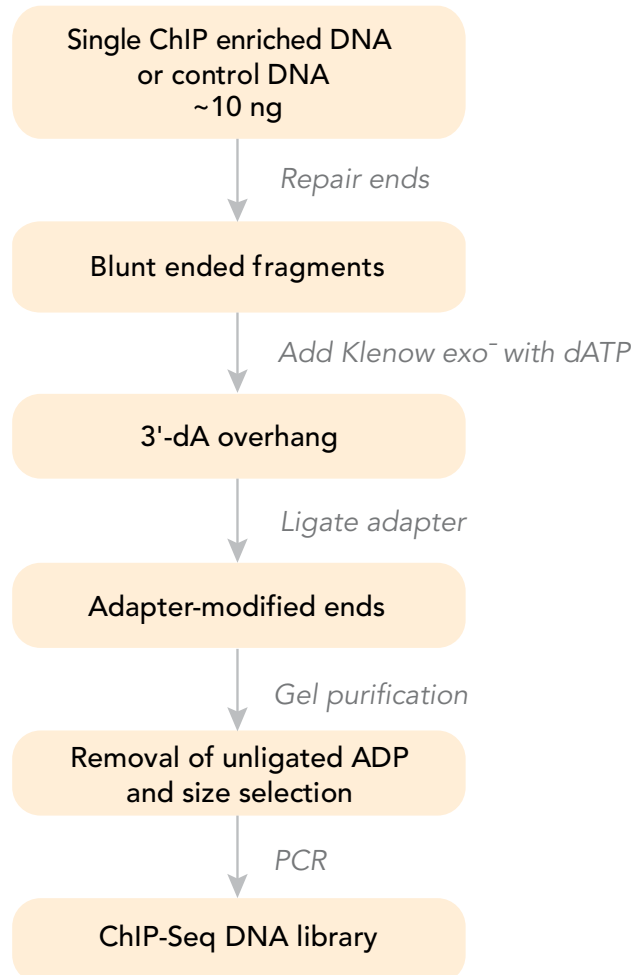 Single ChIP enriched DNA
or control DNA
~10 ng
Repair ends
Blunt ended fragments
Add Klenow exo⁻ with dATP
3'-dA overhang
Ligate adapter
Adapter-modified ends
Gel purification
Removal of unligated ADP
and size selection
PCR
ChIP-Seq DNA library